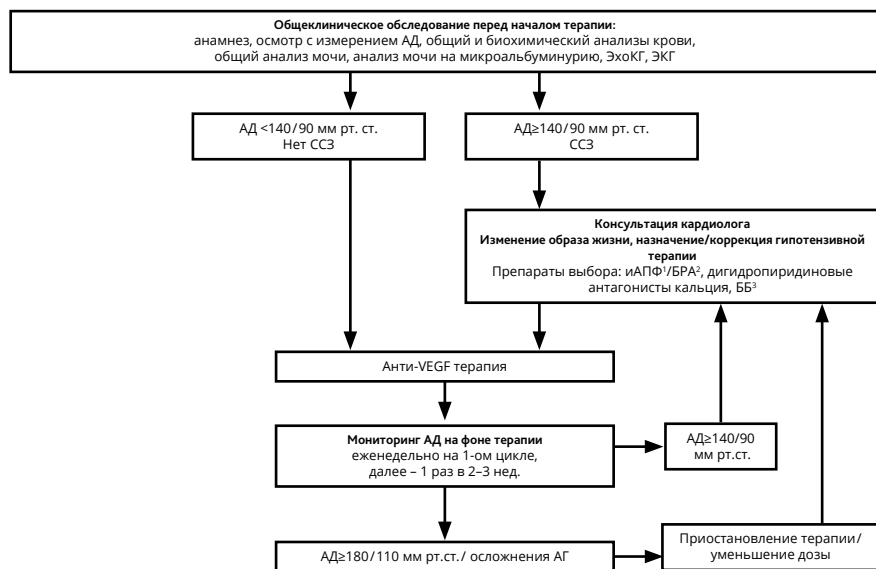 Общеклиническое обследование перед началом терапии:
анамнез, осмотр с измерением АД, общий и биохимический анализы крови,
общий анализ мочи, анализ мочи на микроальбуминурию, ЭхоКГ, ЭКГ
АД <140/90 мм рт. ст.
Нет ССЗ
АД≥140/90 мм рт. ст.
ССЗ
Консультация кардиолога
Изменение образа жизни, назначение/коррекция гипотензивной
терапии
Препараты выбора: иАПФ¹/БРА², дигидропиридиновые
антагонисты кальция, ББ³
Анти-VEGF терапия
Мониторинг АД на фоне терапии
еженедельно на 1-ом цикле,
далее – 1 раз в 2–3 нед.
АД≥140/90
мм рт.ст.
АД≥180/110 мм рт.ст./ осложнения АГ
Приостановление терапии/
уменьшение дозы